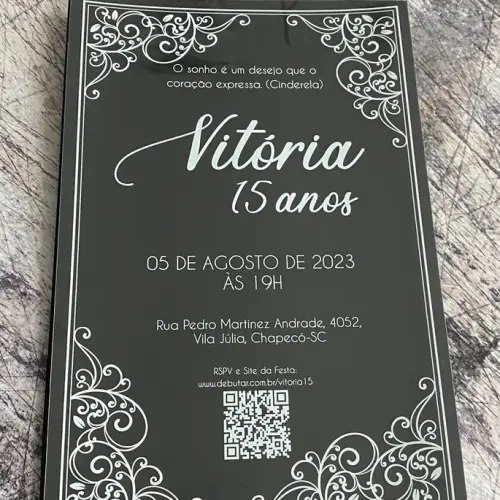 O sonho é um desejo que o
coração expressa. (Cinderela)
Vitória
15 anos
05 DE AGOSTO DE 2023
ÀS 19H
Rua Pedro Martinez Andrade, 4052,
Vila Júlia, Chapecó-SC
RSPV e Site da Festa:
www.debutar.com.br/vitoria15